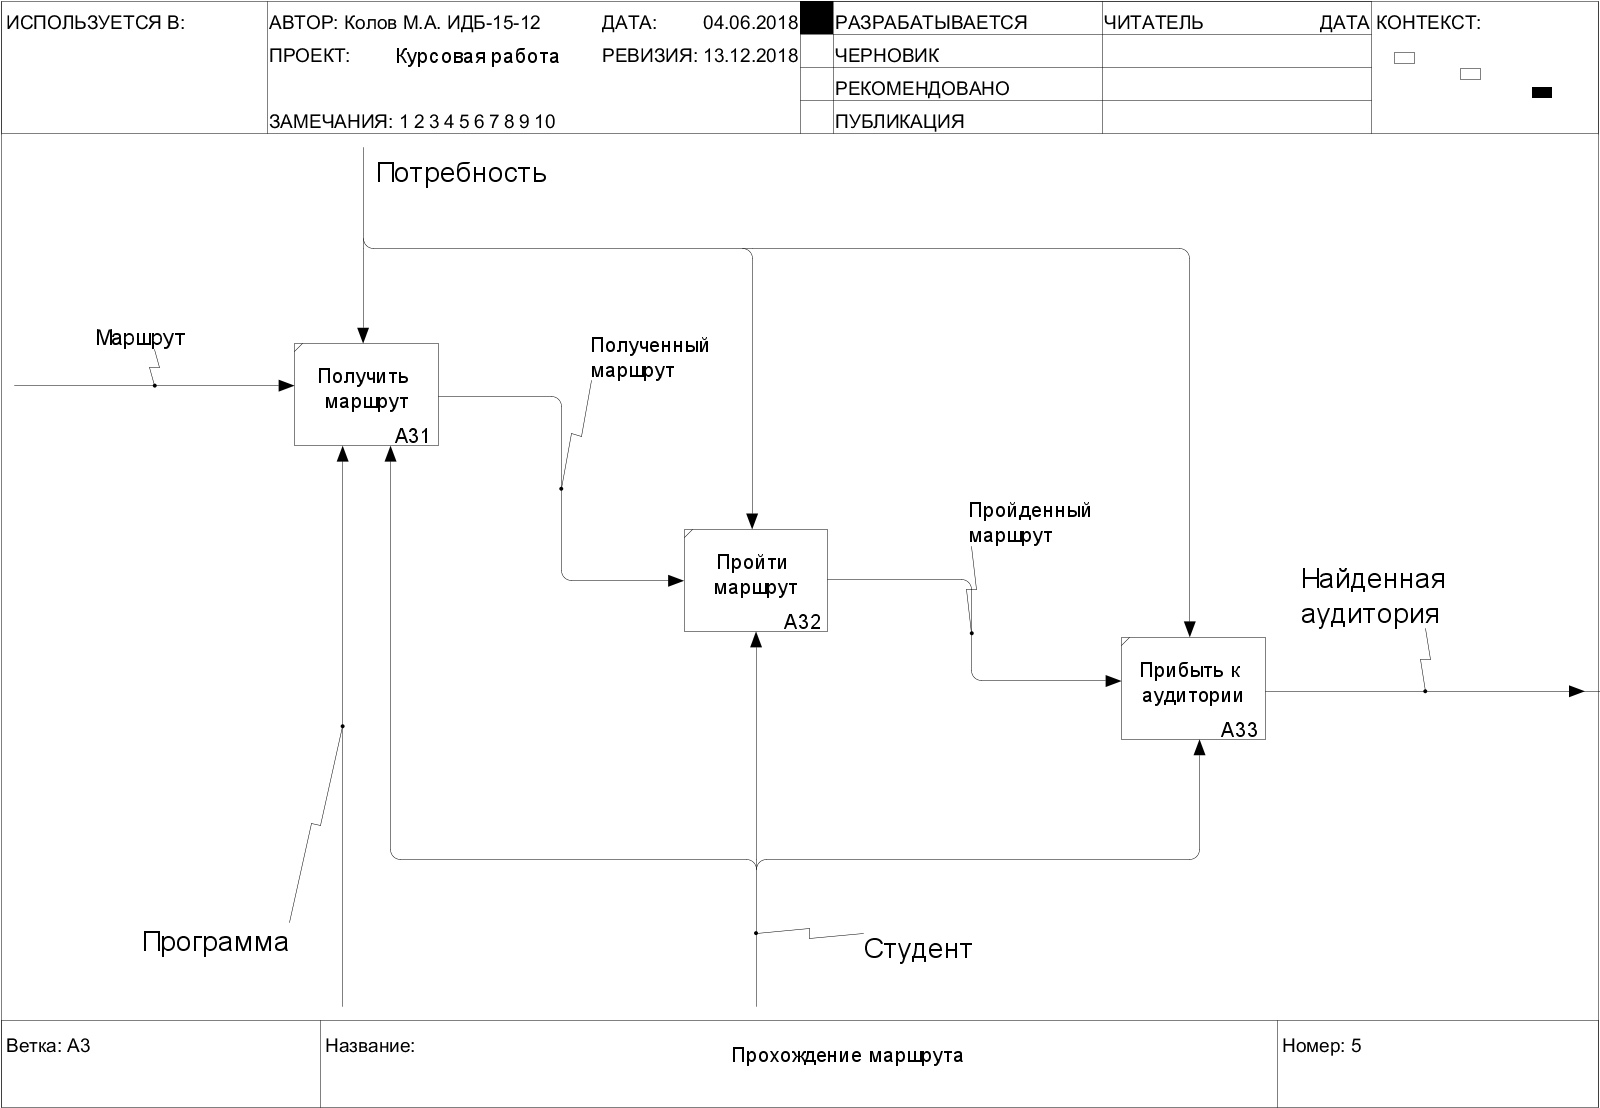 ИСПОЛЬЗУЕТСЯ В:
АВТОР: Колов М.А. ИДБ-15-12
ДАТА: 04.06.2018
ПРОЕКТ: Курсовая работа
РЕВИЗИЯ: 13.12.2018
ЗАМЕЧАНИЯ: 1 2 3 4 5 6 7 8 9 10
РАЗРАБАТЫВАЕТСЯ
ЧЕРНОВИК
РЕКОМЕНДОВАНО
ПУБЛИКАЦИЯ
ЧИТАТЕЛЬ
ДАТА
КОНТЕКСТ:
Потребность
Маршрут
Получить
маршрут
A31
Полученный
маршрут
Пройти
маршрут
A32
Пройденный
маршрут
Прибыть к
аудитории
A33
Найденная
аудитория
Программа
Студент
Ветка: A3
Название:
Прохождение маршрута
Номер: 5